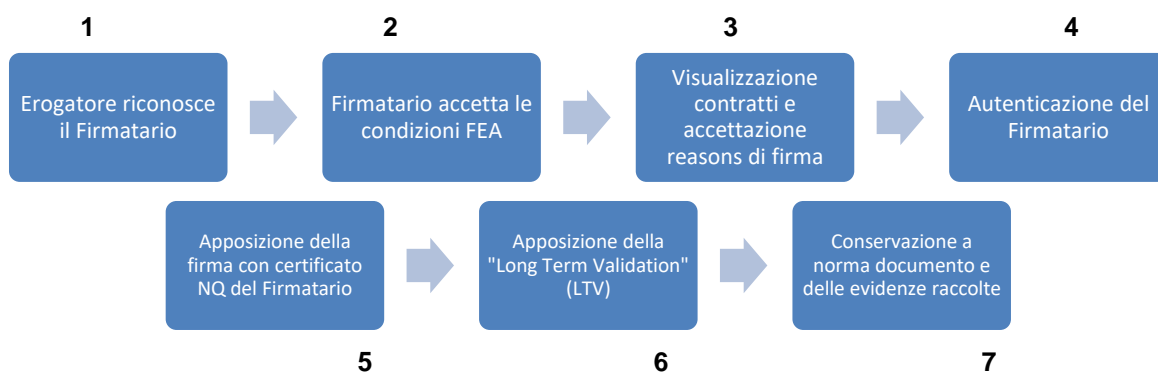 1
2
3
4
Erogatore riconosce
il Firmatario
Firmatario accetta le
condizioni FEA
Visualizzazione
contratti e
accettazione
reasons di firma
Autenticazione del
Firmatario
Apposizione della
firma con certificato
NQ del Firmatario
Apposizione della
"Long Term Validation"
(LTV)
Conservazione a
norma documento e
delle evidenze raccolte
5
6
7